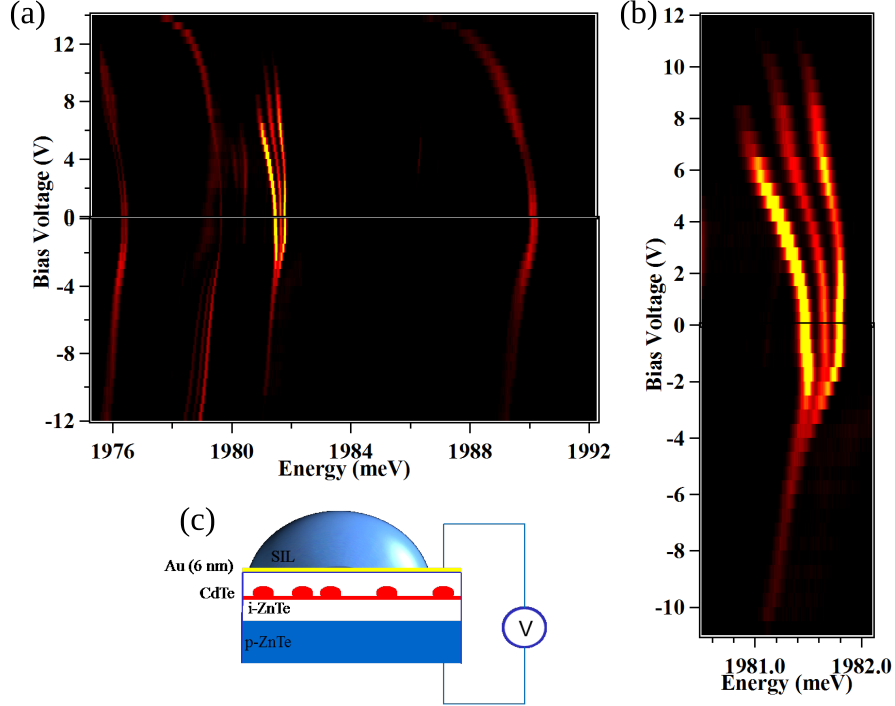 (a)
Bias Voltage (V)
12
8
4
0
-4
-8
-12
1976
1980
1984
1988
1992
Energy (meV)
(b)
Bias Voltage (V)
12
10
8
6
4
2
0
-2
-4
-6
-8
-10
1981.0
1982.0
Energy (meV)
(c)
SIL
Au (6 nm)
CdTe
i-ZnTe
p-ZnTe
V